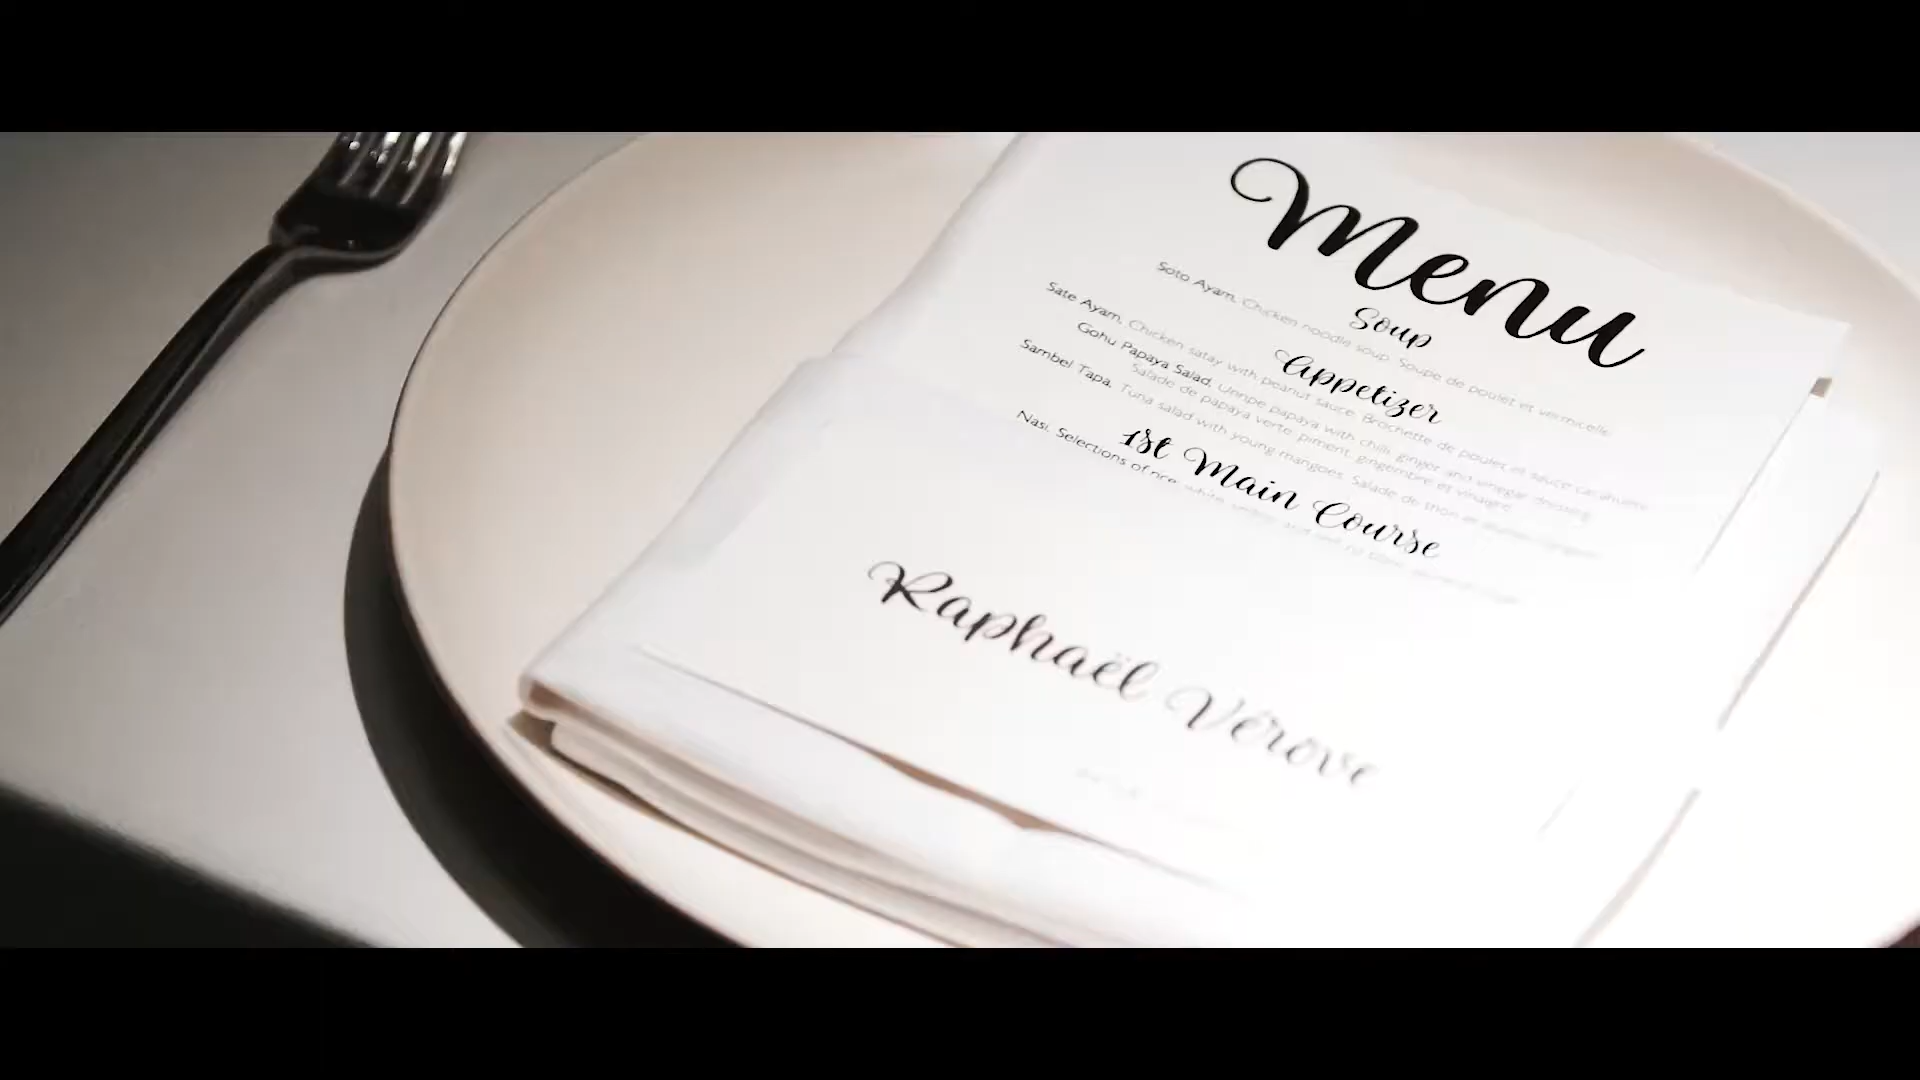 Menu
Soup
Soto Ayam. Chicken noodle soup. Soupe de poulet et vermicelle
Appetizer
Sate Ayam. Chicken satay with peanut sauce. Brochette de poulet et sauce cacahuète
Gohu Papaya Salad. Unripe papaya with chilli, ginger and vinegar dressing
Salade de papaya verte, piment, gingembre et vinaigre
Sambel Tapa. Tuna salad with young mangoes. Salade de thon et
1st Main Course
Nasi. Selections of rice, white,
Raphaël Vérove